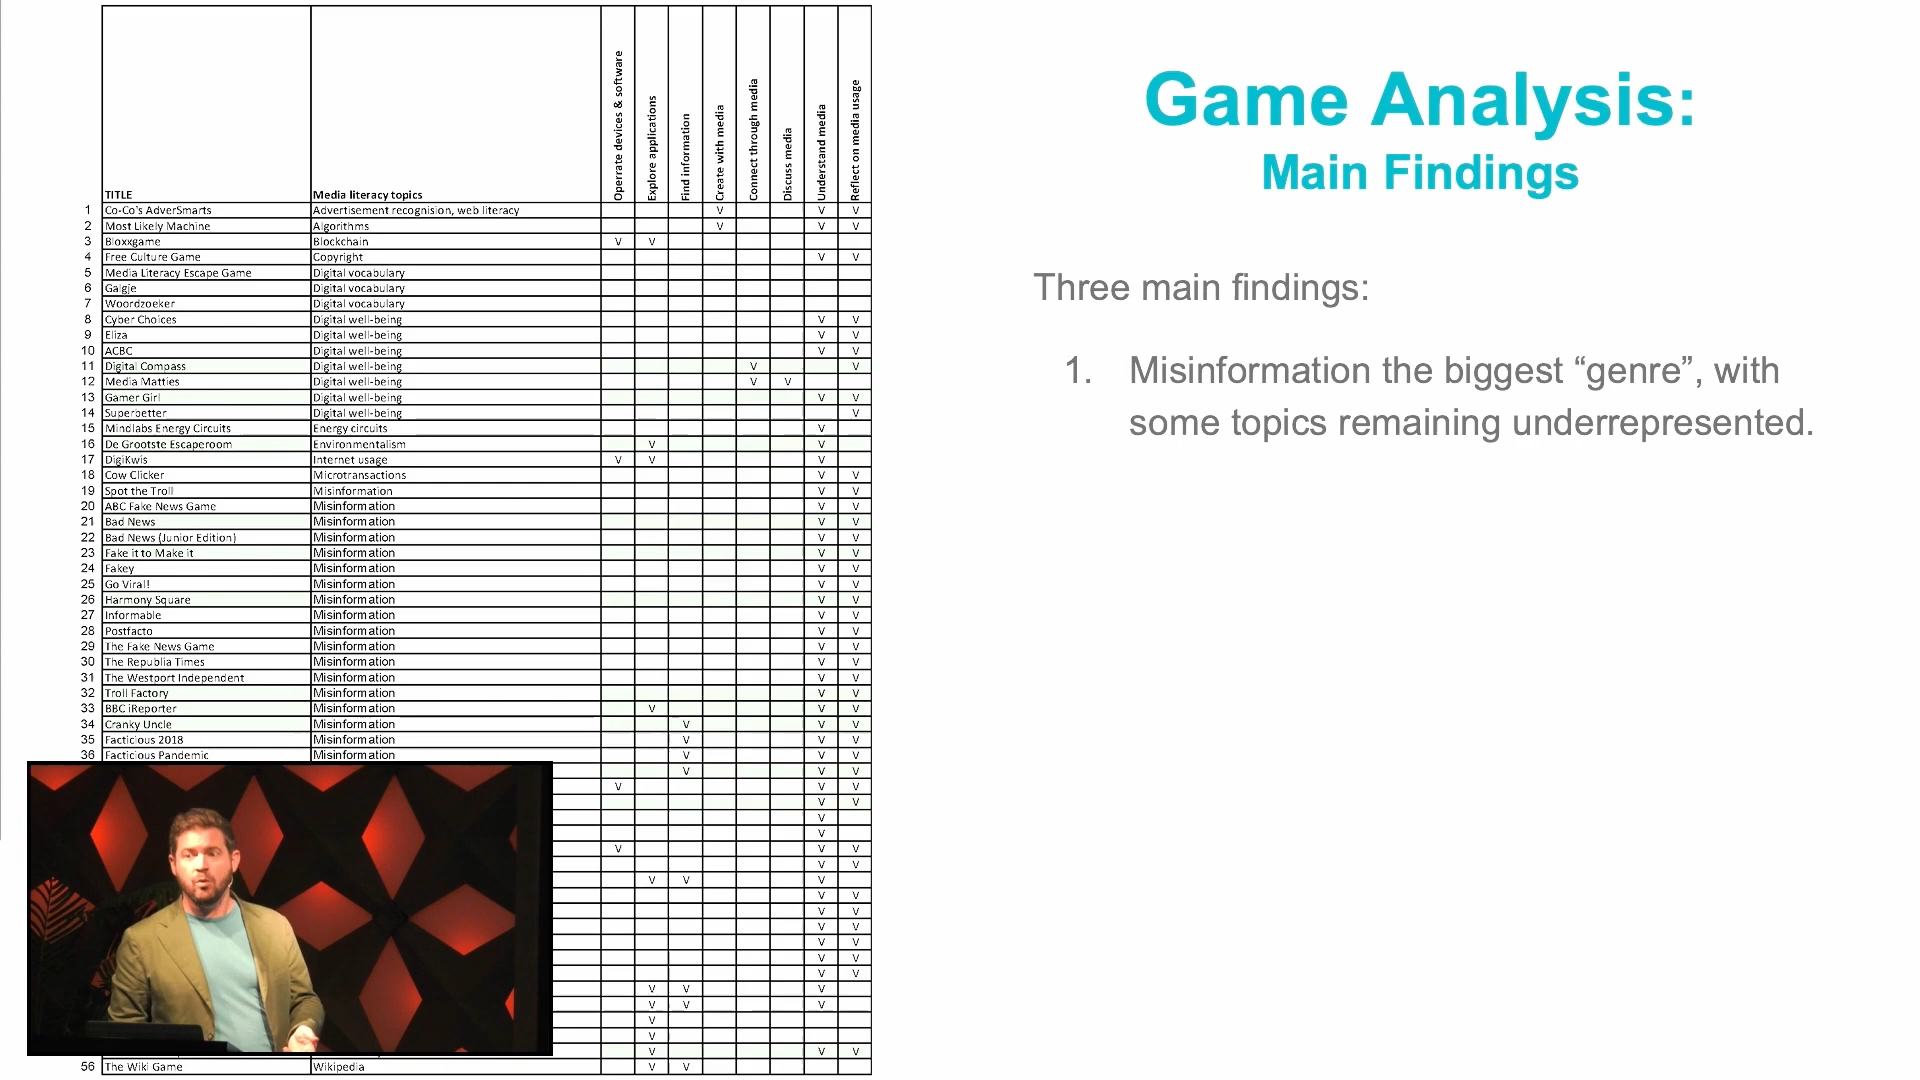 TITLE Media literacy topics Operrate devices & software Explore applications Find information Create with media Connect through media Discuss media Understand media Reflect on media usage
1 Co-Co's AdverSmarts Advertisement recognision, web literacy V V V
2 Most Likely Machine Algorithms V V V
3 Bloxxgame Blockchain V V
4 Free Culture Game Copyright V V
5 Media Literacy Escape Game Digital vocabulary
6 Galgje Digital vocabulary
7 Woordzoeker Digital vocabulary
8 Cyber Choices Digital well-being V V
9 Eliza Digital well-being V V
10 ACBC Digital well-being V V
11 Digital Compass Digital well-being V V
12 Media Matties Digital well-being V V
13 Gamer Girl Digital well-being V V
14 Superbetter Digital well-being V
15 Mindlabs Energy Circuits Energy circuits V
16 De Grootste Escaperoom Environmentalism V V
17 DigiKwis Internet usage V V V
18 Cow Clicker Microtransactions V V
19 Spot the Troll Misinformation V V
20 ABC Fake News Game Misinformation V V
21 Bad News Misinformation V V
22 Bad News (Junior Edition) Misinformation V V
23 Fake it to Make it Misinformation V V
24 Fakey Misinformation V V
25 Go Viral! Misinformation V V
26 Harmony Square Misinformation V V
27 Informable Misinformation V V
28 Postfacto Misinformation V V
29 The Fake News Game Misinformation V V
30 The Republia Times Misinformation V V
31 The Westport Independent Misinformation V V
32 Troll Factory Misinformation V V
33 BBC iReporter Misinformation V V V
34 Cranky Uncle Misinformation V V V
35 Facticious 2018 Misinformation V V V
36 Facticious Pandemic Misinformation V V V
V V V
V V V
V V
V
V
V V V
V V
V V V
V V
V V
V V
V V
V V
V V
V V V
V V V
V
V
V V V
56 The Wiki Game Wikipedia V V
Game Analysis:
Main Findings
Three main findings:
1. Misinformation the biggest “genre”, with
some topics remaining underrepresented.